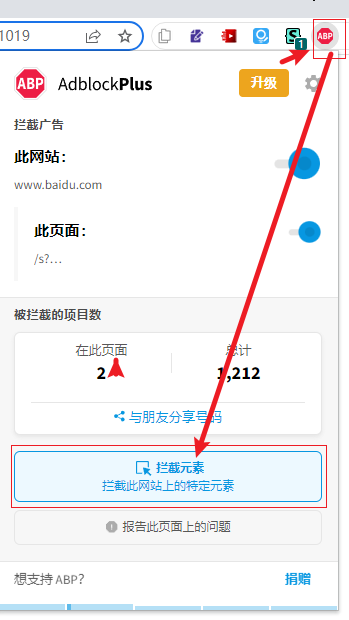 1019
S
1
ABP
ABP AdblockPlus 升级
拦截广告
此网站：
www.baidu.com
此页面：
/s?...
被拦截的项目数
在此页面 总计
2 1,212
与朋友分享号码
拦截元素
拦截此网站上的特定元素
报告此页面上的问题
想支持 ABP？ 捐赠